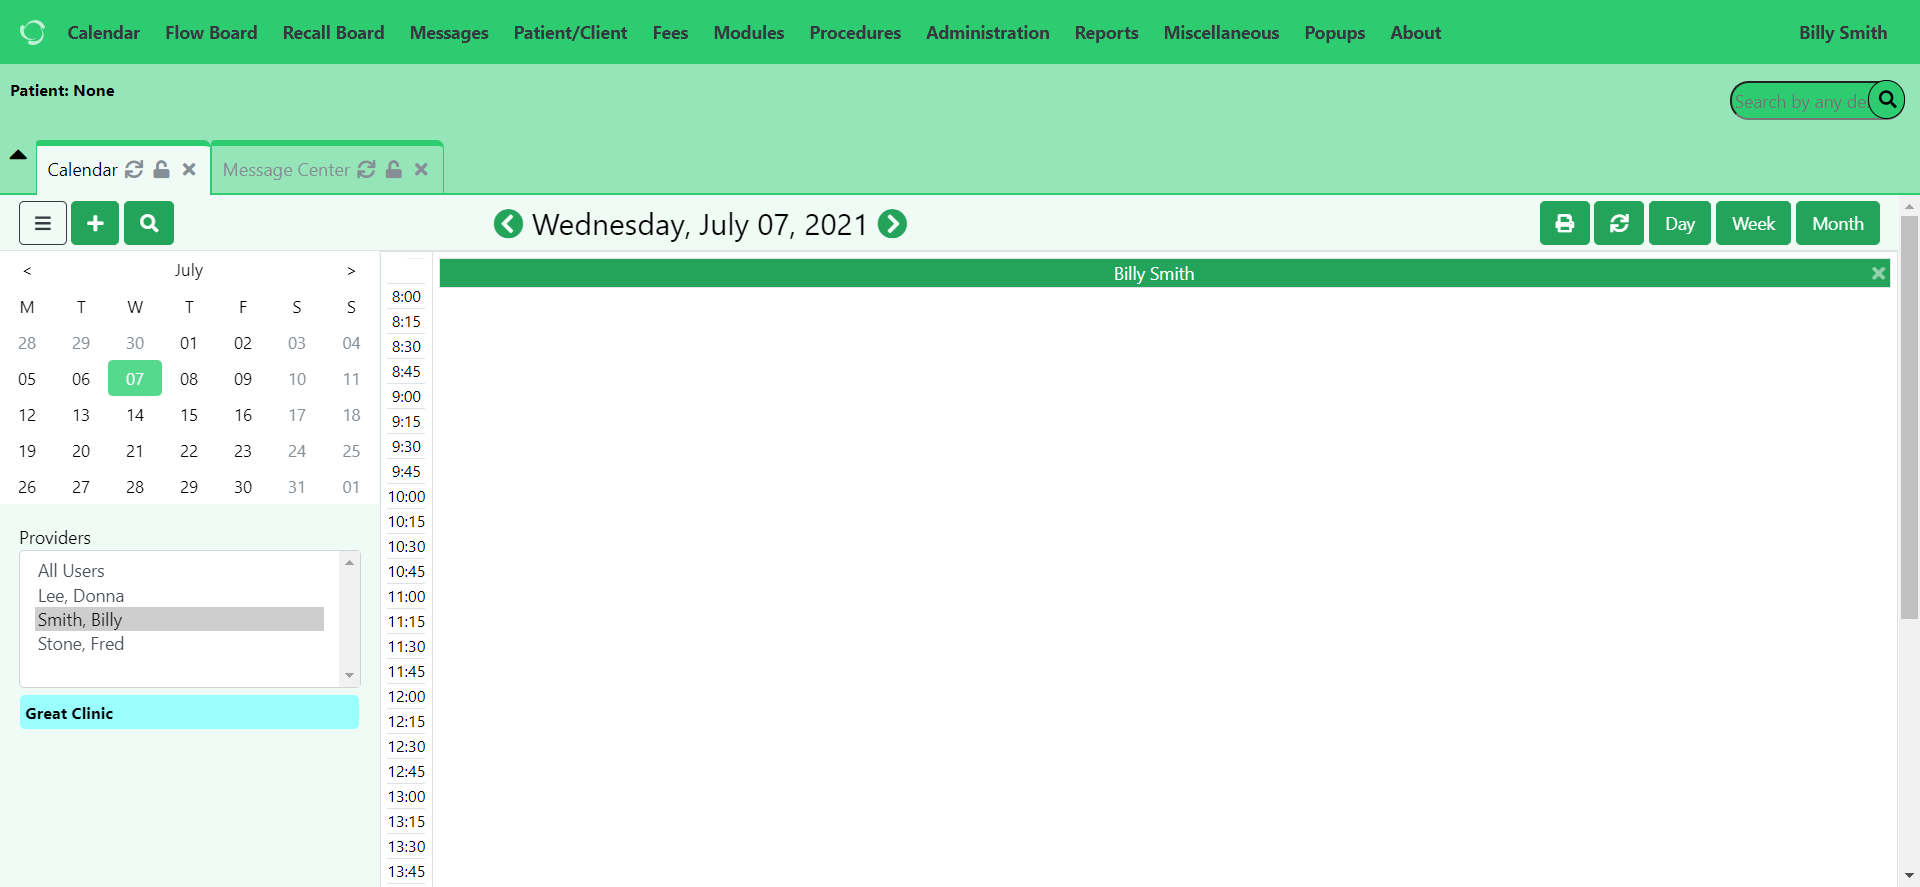 Calendar Flow Board Recall Board Messages Patient/Client Fees Modules Procedures Administration Reports Miscellaneous Popups About Billy Smith
Patient: None
Search by any de
Calendar Message Center
Wednesday, July 07, 2021
Day Week Month
< July >
M T W T F S S
28 29 30 01 02 03 04
05 06 07 08 09 10 11
12 13 14 15 16 17 18
19 20 21 22 23 24 25
26 27 28 29 30 31 01
Providers
All Users
Lee, Donna
Smith, Billy
Stone, Fred
Great Clinic
Billy Smith
8:00
8:15
8:30
8:45
9:00
9:15
9:30
9:45
10:00
10:15
10:30
10:45
11:00
11:15
11:30
11:45
12:00
12:15
12:30
12:45
13:00
13:15
13:30
13:45